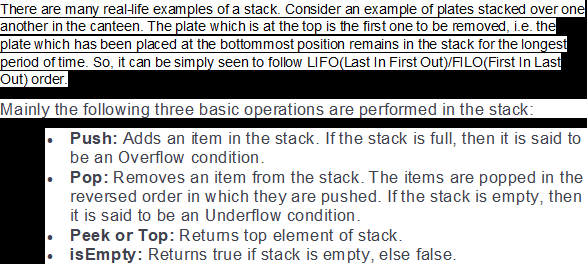 There are many real-life examples of a stack. Consider an example of plates stacked over one
another in the canteen. The plate which is at the top is the first one to be removed, i.e. the
plate which has been placed at the bottommost position remains in the stack for the longest
period of time. So, it can be simply seen to follow LIFO(Last In First Out)/FILO(First In Last
Out) order.
Mainly the following three basic operations are performed in the stack:
• Push: Adds an item in the stack. If the stack is full, then it is said to
be an Overflow condition.
• Pop: Removes an item from the stack. The items are popped in the
reversed order in which they are pushed. If the stack is empty, then
it is said to be an Underflow condition.
• Peek or Top: Returns top element of stack.
• isEmpty: Returns true if stack is empty, else false.